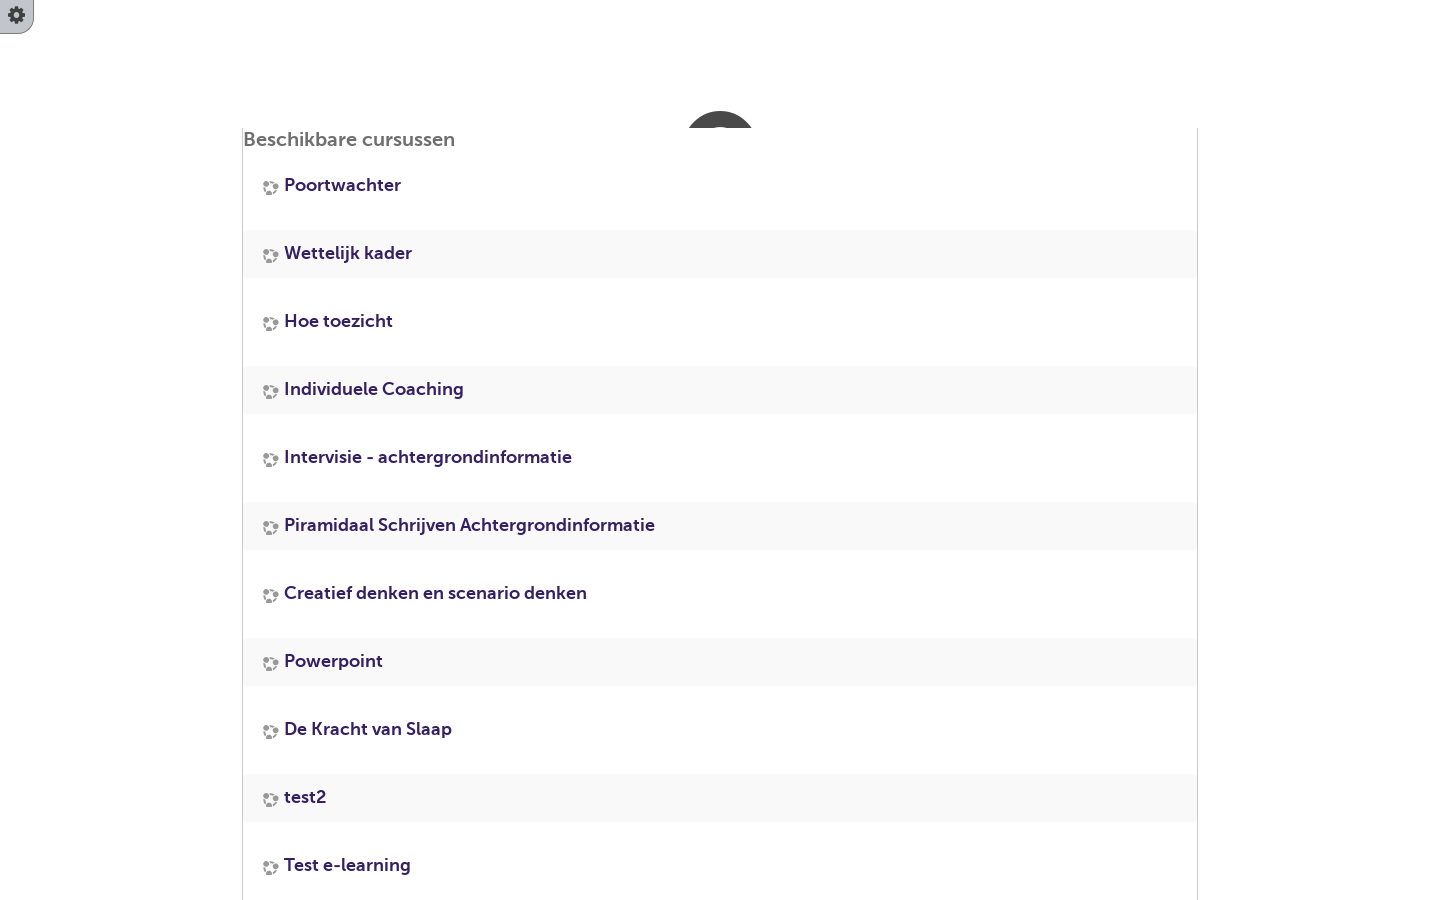 Beschikbare cursussen
Poortwachter
Wettelijk kader
Hoe toezicht
Individuele Coaching
Intervisie - achtergrondinformatie
Piramidaal Schrijven Achtergrondinformatie
Creatief denken en scenario denken
Powerpoint
De Kracht van Slaap
test2
Test e-learning